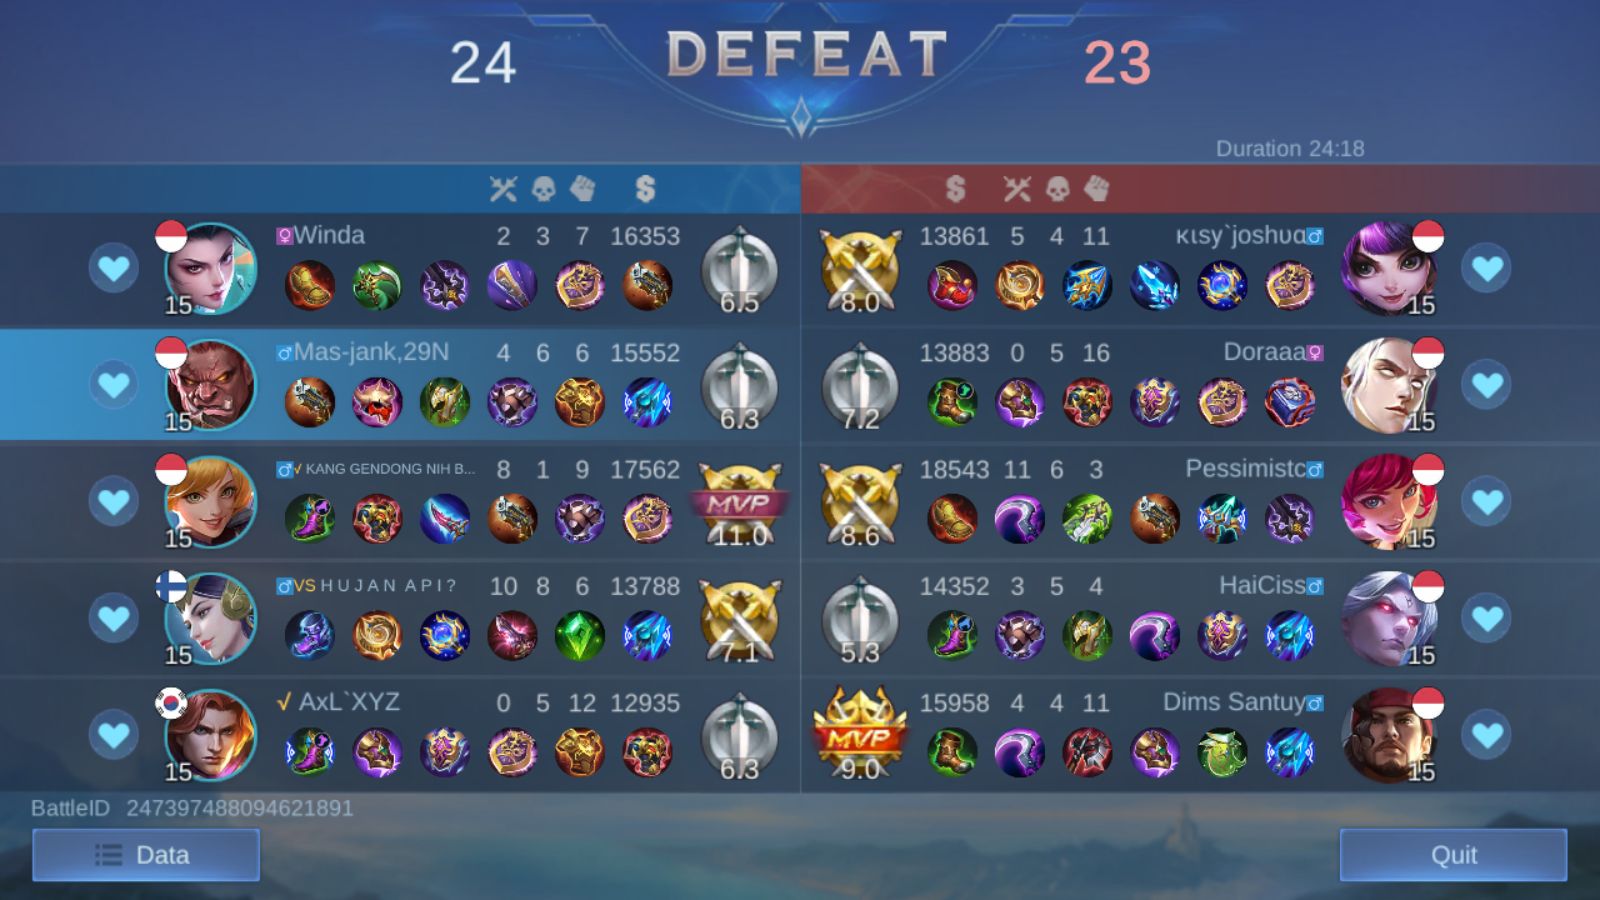 24 DEFEAT 23
Duration 24:18
Winda 2 3 7 16353
15 6.5
8.0 13861 5 4 11 кιsy`joshυα
15
Mas-jank,29N 4 6 6 15552
15 6.3
7.2 13883 0 5 16 Doraaa
15
√ KANG GENDONG NIH B... 8 1 9 17562
15 MVP 11.0
8.6 18543 11 6 3 Pessimistc
15
VS H U J A N A P I ? 10 8 6 13788
15 7.1
5.3 14352 3 5 4 HaiCiss
15
√ AxL`XYZ 0 5 12 12935
15 6.3
MVP 9.0 15958 4 4 11 Dims Santuy
15
BattleID 247397488094621891
Data
Quit